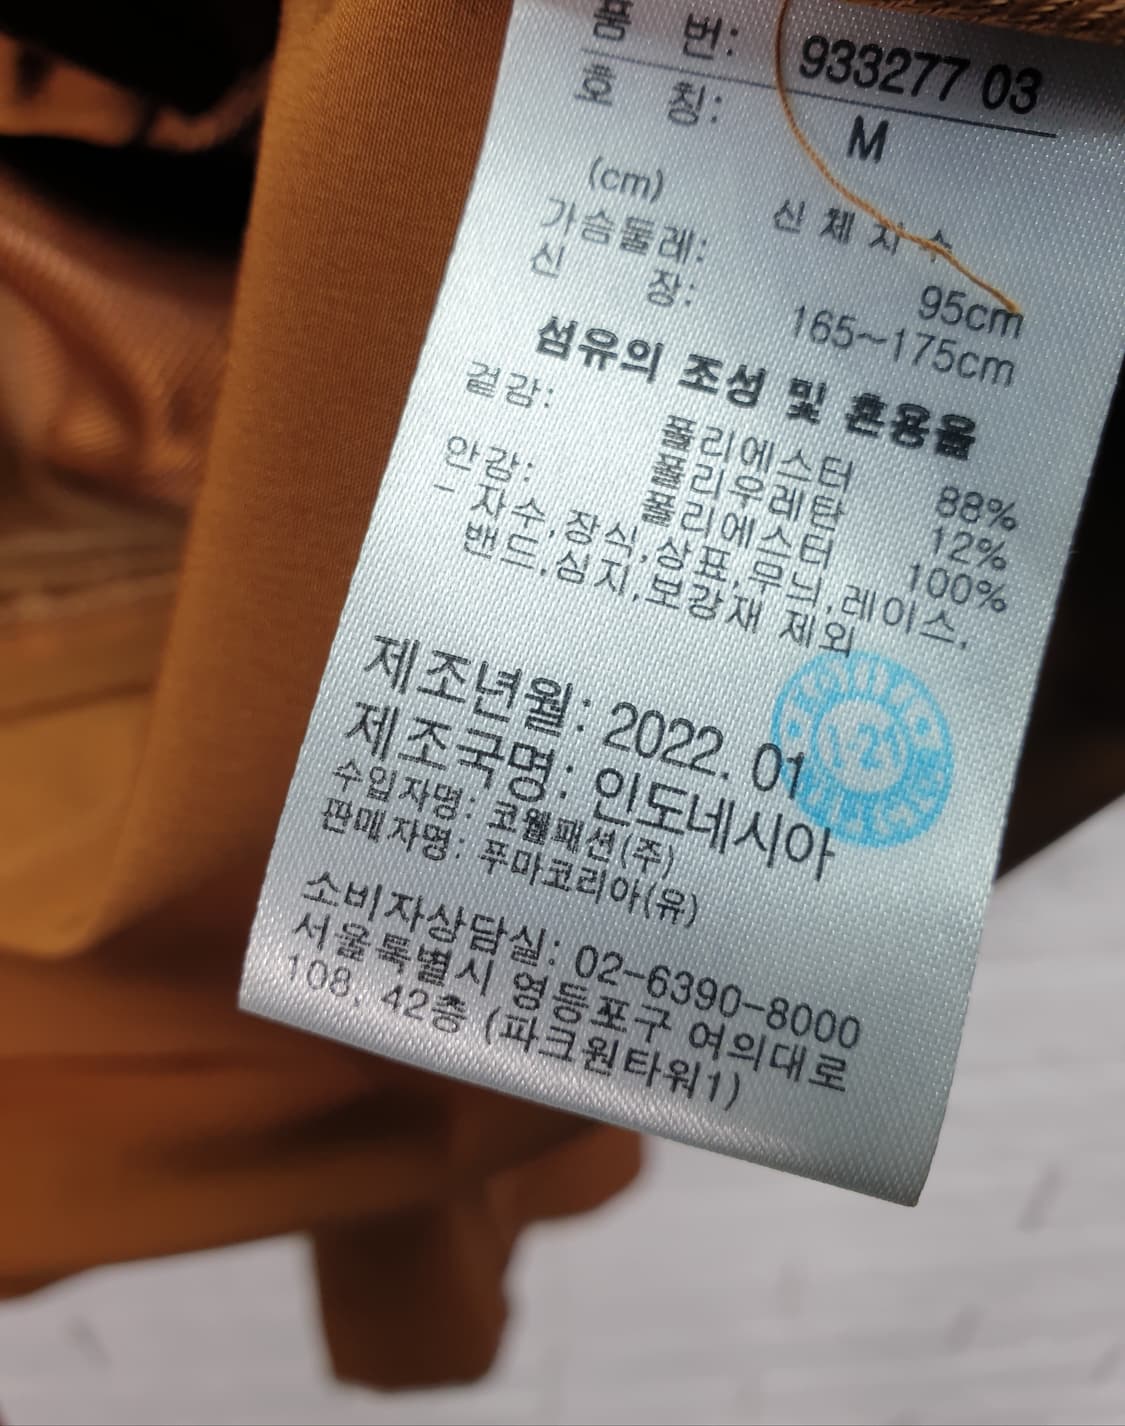 품 번: 933277 03
호 칭: M
(cm) 신 체 치 수
가슴둘레: 95cm
신 장: 165~175cm
섬유의 조성 및 혼용율
겉감: 폴리에스터 88%
폴리우레탄 12%
안감: 폴리에스터 100%
- 자수,장식,상표,무늬,레이스,
밴드,심지,보강재 제외
제조년월: 2022. 01
제조국명: 인도네시아
수입자명: 코웰패션(주)
판매자명: 푸마코리아(유)
소비자상담실: 02-6390-8000
서울특별시 영등포구 여의대로
108, 42층 (파크원타워1)